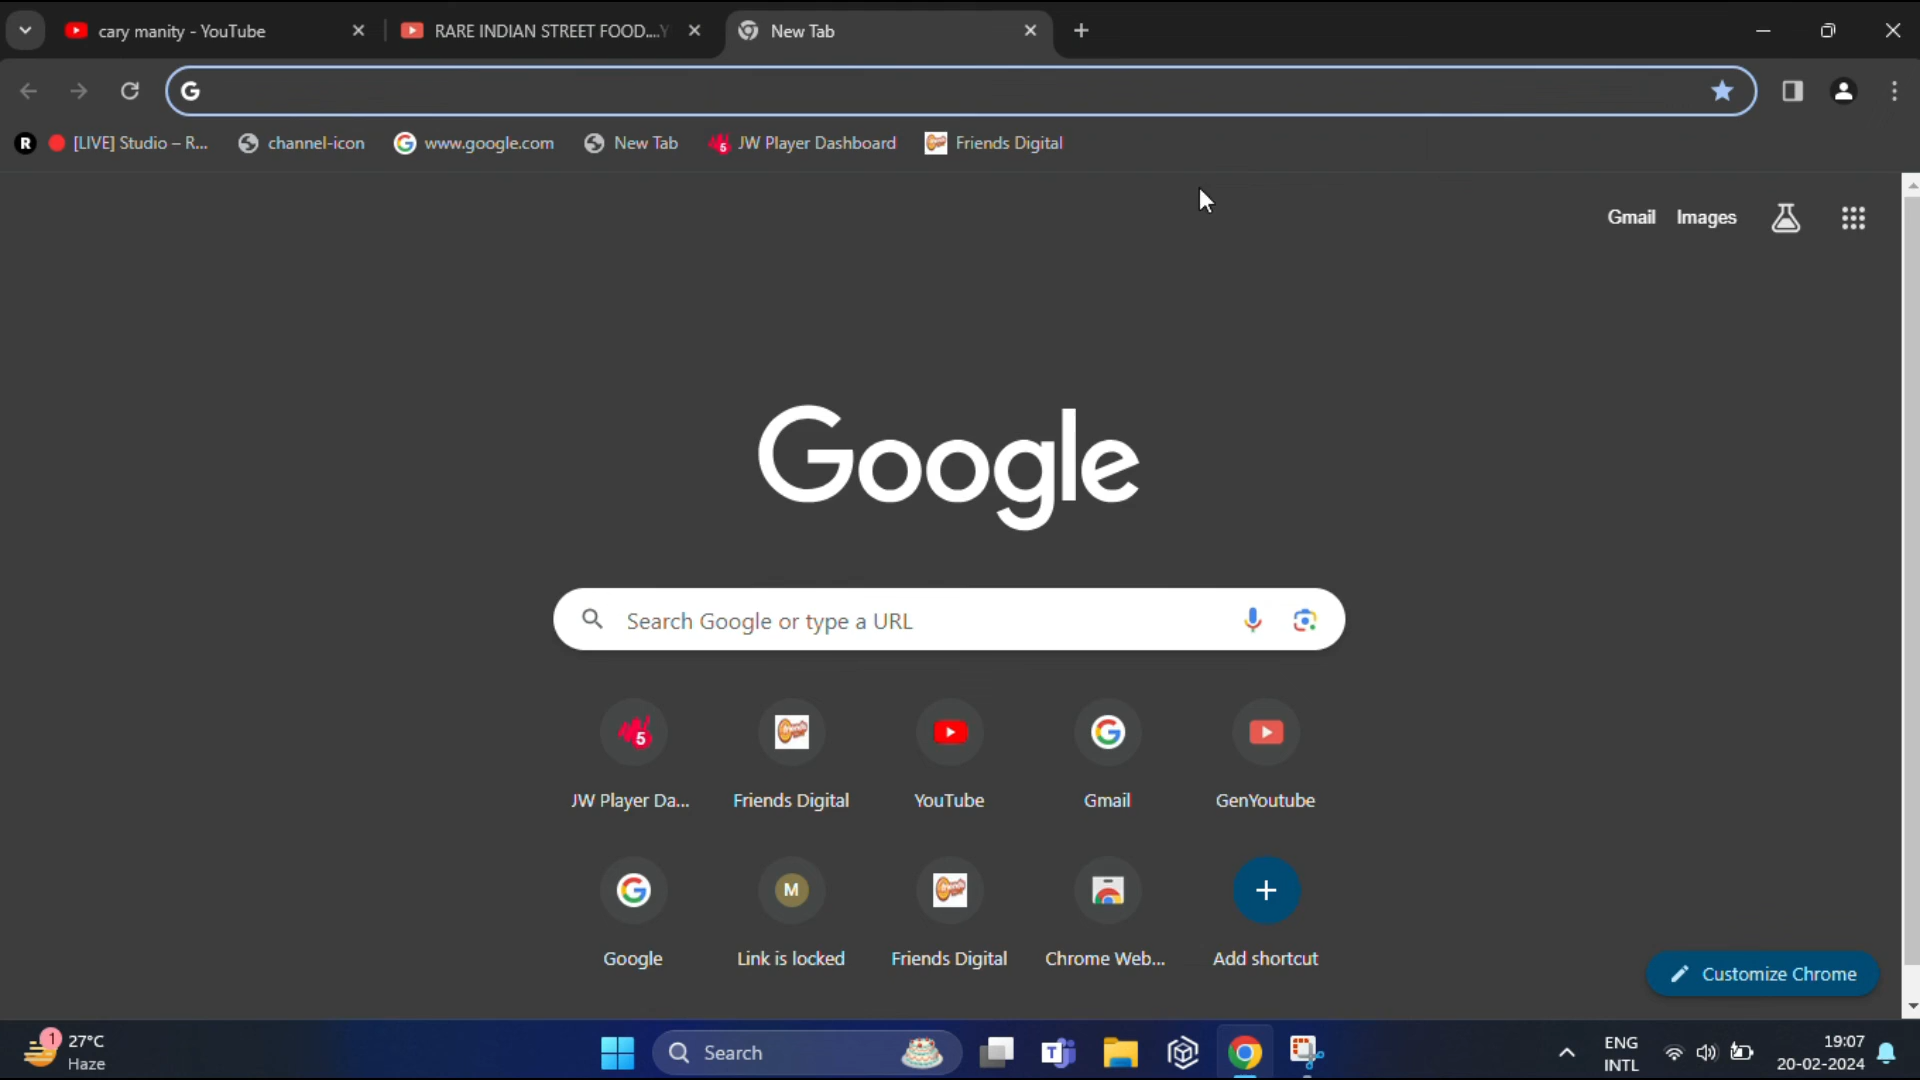 cary manity - YouTube
RARE INDIAN STREET FOOD....Y
New Tab
G
R [LIVE] Studio – R...
channel-icon
www.google.com
New Tab
5 JW Player Dashboard
Friends Digital
Gmail Images
Google
Search Google or type a URL
5
JW Player Da... Friends Digital YouTube Gmail GenYoutube
M
Google Link is locked Friends Digital Chrome Web... Add shortcut
Customize Chrome
1
27°C
Haze
Search
ENG
INTL
19:07
20-02-2024